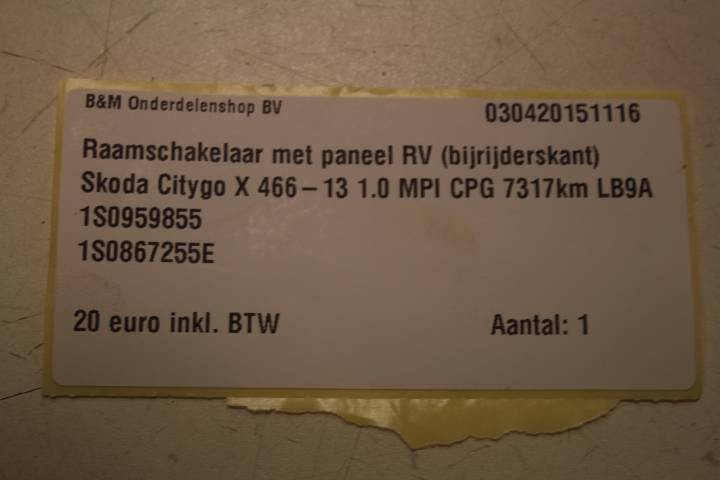 B&M Onderdelenshop BV 030420151116
Raamschakelaar met paneel RV (bijrijderskant)
Skoda Citygo X 466-13 1.0 MPI CPG 7317km LB9A
1S0959855
1S0867255E
20 euro inkl. BTW Aantal: 1